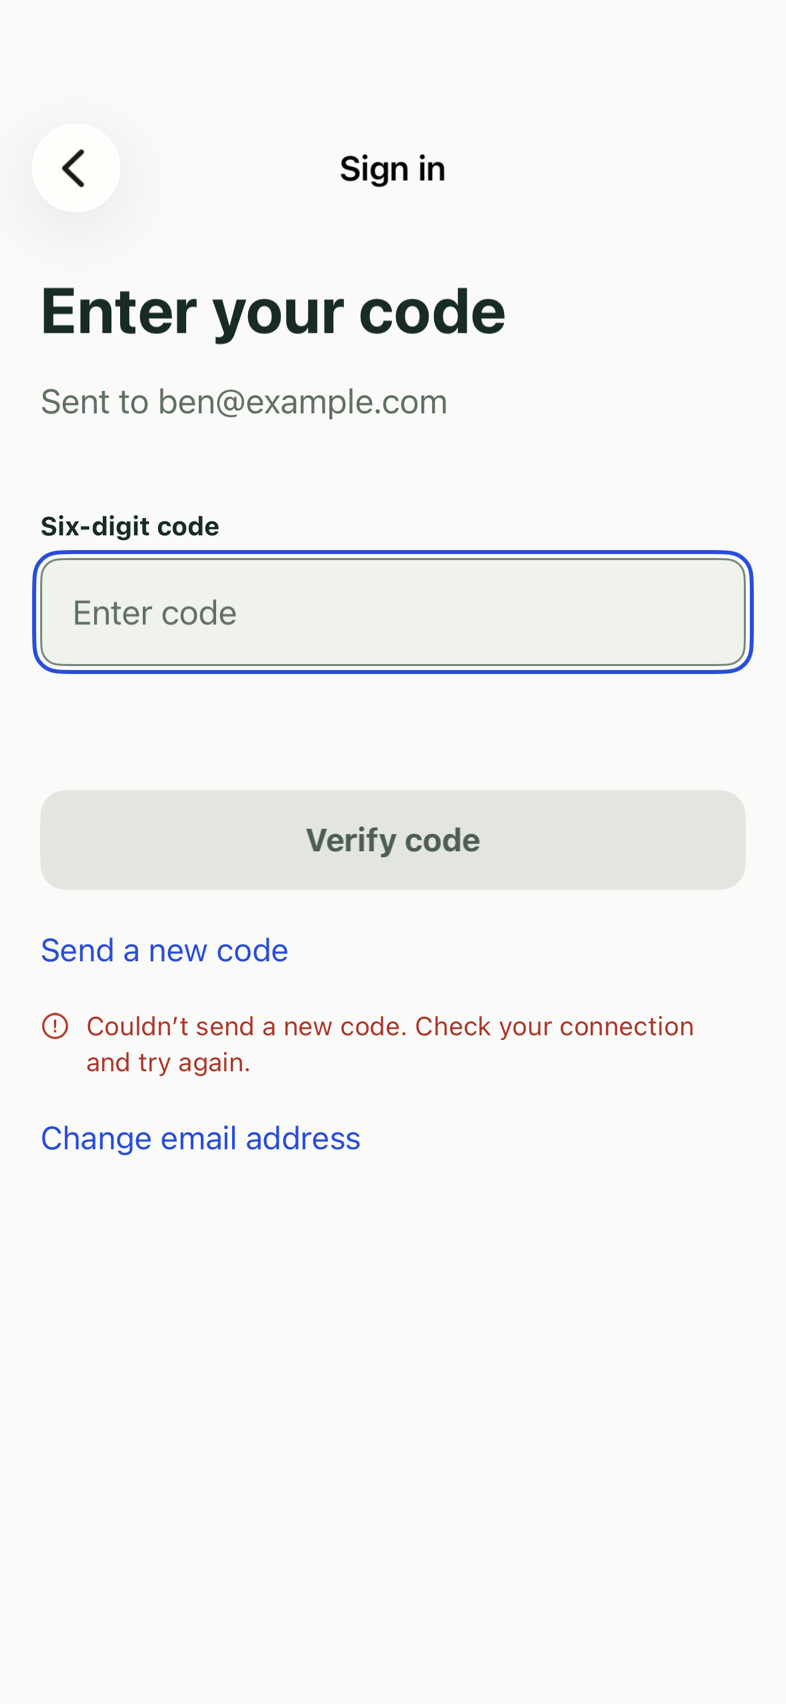 Sign in
Enter your code
Sent to ben@example.com
Six-digit code
Enter code
Verify code
Send a new code
Couldn’t send a new code. Check your connection
and try again.
Change email address